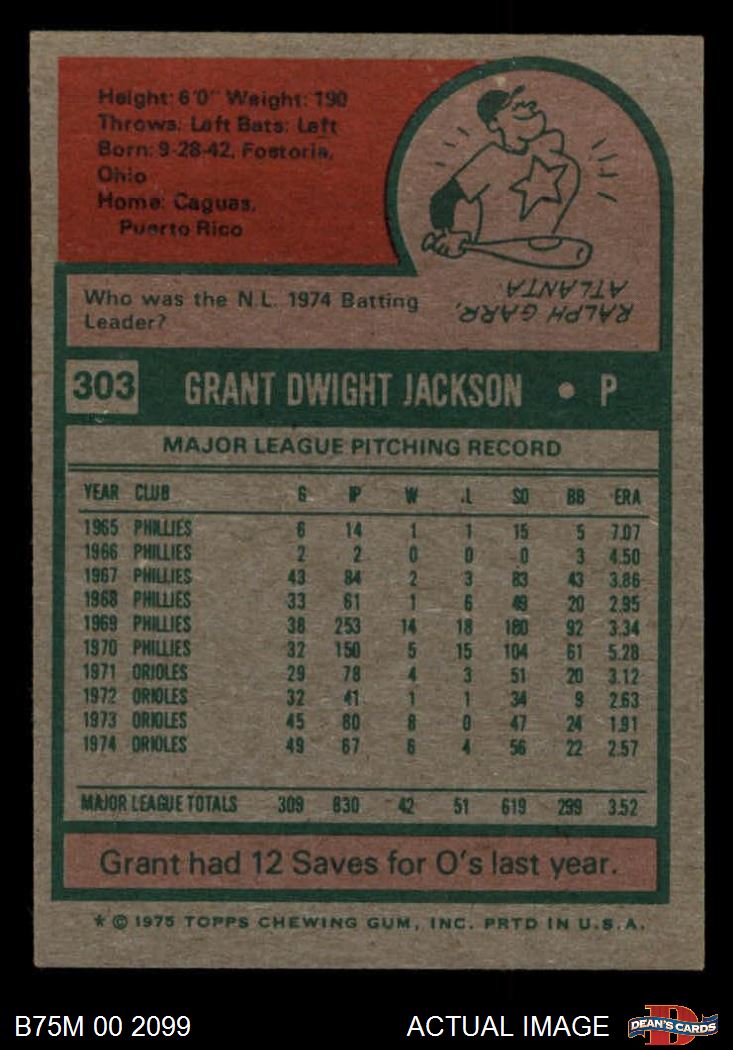 Height: 6'0" Weight: 190
Throws: Left Bats: Left
Born: 9-28-42, Fostoria,
Ohio
Home: Caguas,
Puerto Rico
Who was the N.L. 1974 Batting
Leader?
RALPH GARR,
ATLANTA.
303 GRANT DWIGHT JACKSON • P
MAJOR LEAGUE PITCHING RECORD
YEAR CLUB G IP W L SO BB ERA
1965 PHILLIES 6 14 1 1 15 5 7.07
1966 PHILLIES 2 2 0 0 0 3 4.50
1967 PHILLIES 43 84 2 3 83 43 3.86
1968 PHILLIES 33 61 1 6 49 20 2.95
1969 PHILLIES 38 253 14 18 180 92 3.34
1970 PHILLIES 32 150 5 15 104 61 5.28
1971 ORIOLES 29 78 4 3 51 20 3.12
1972 ORIOLES 32 41 1 1 34 9 2.63
1973 ORIOLES 45 80 8 0 47 24 1.91
1974 ORIOLES 49 67 6 4 56 22 2.57
MAJOR LEAGUE TOTALS 309 830 42 51 619 299 3.52
Grant had 12 Saves for O's last year.
* © 1975 TOPPS CHEWING GUM, INC. PRTD IN U.S.A.
B75M 00 2099 ACTUAL IMAGE DEAN'S CARDS